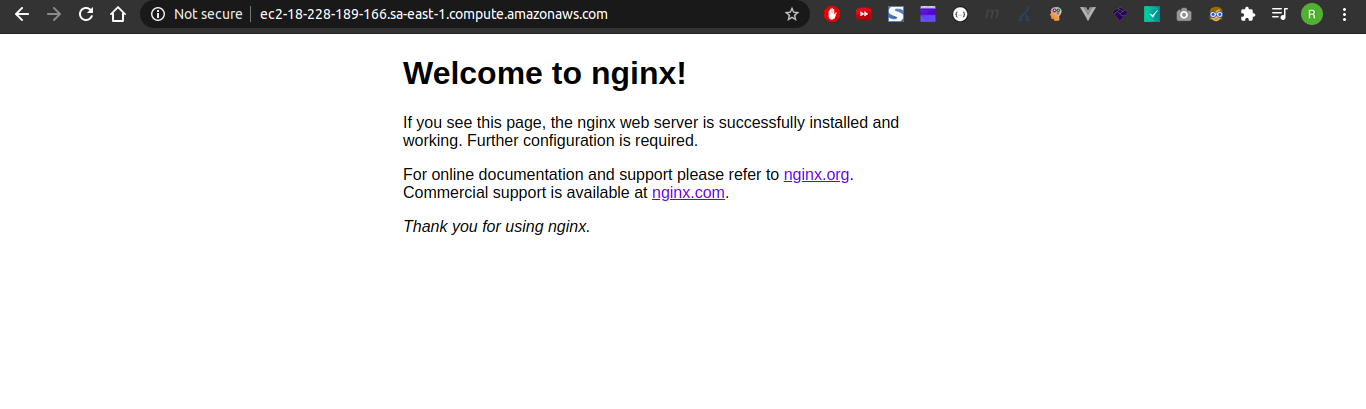 Not secure ec2-18-228-189-166.sa-east-1.compute.amazonaws.com
R
Welcome to nginx!
If you see this page, the nginx web server is successfully installed and
working. Further configuration is required.
For online documentation and support please refer to nginx.org.
Commercial support is available at nginx.com.
Thank you for using nginx.